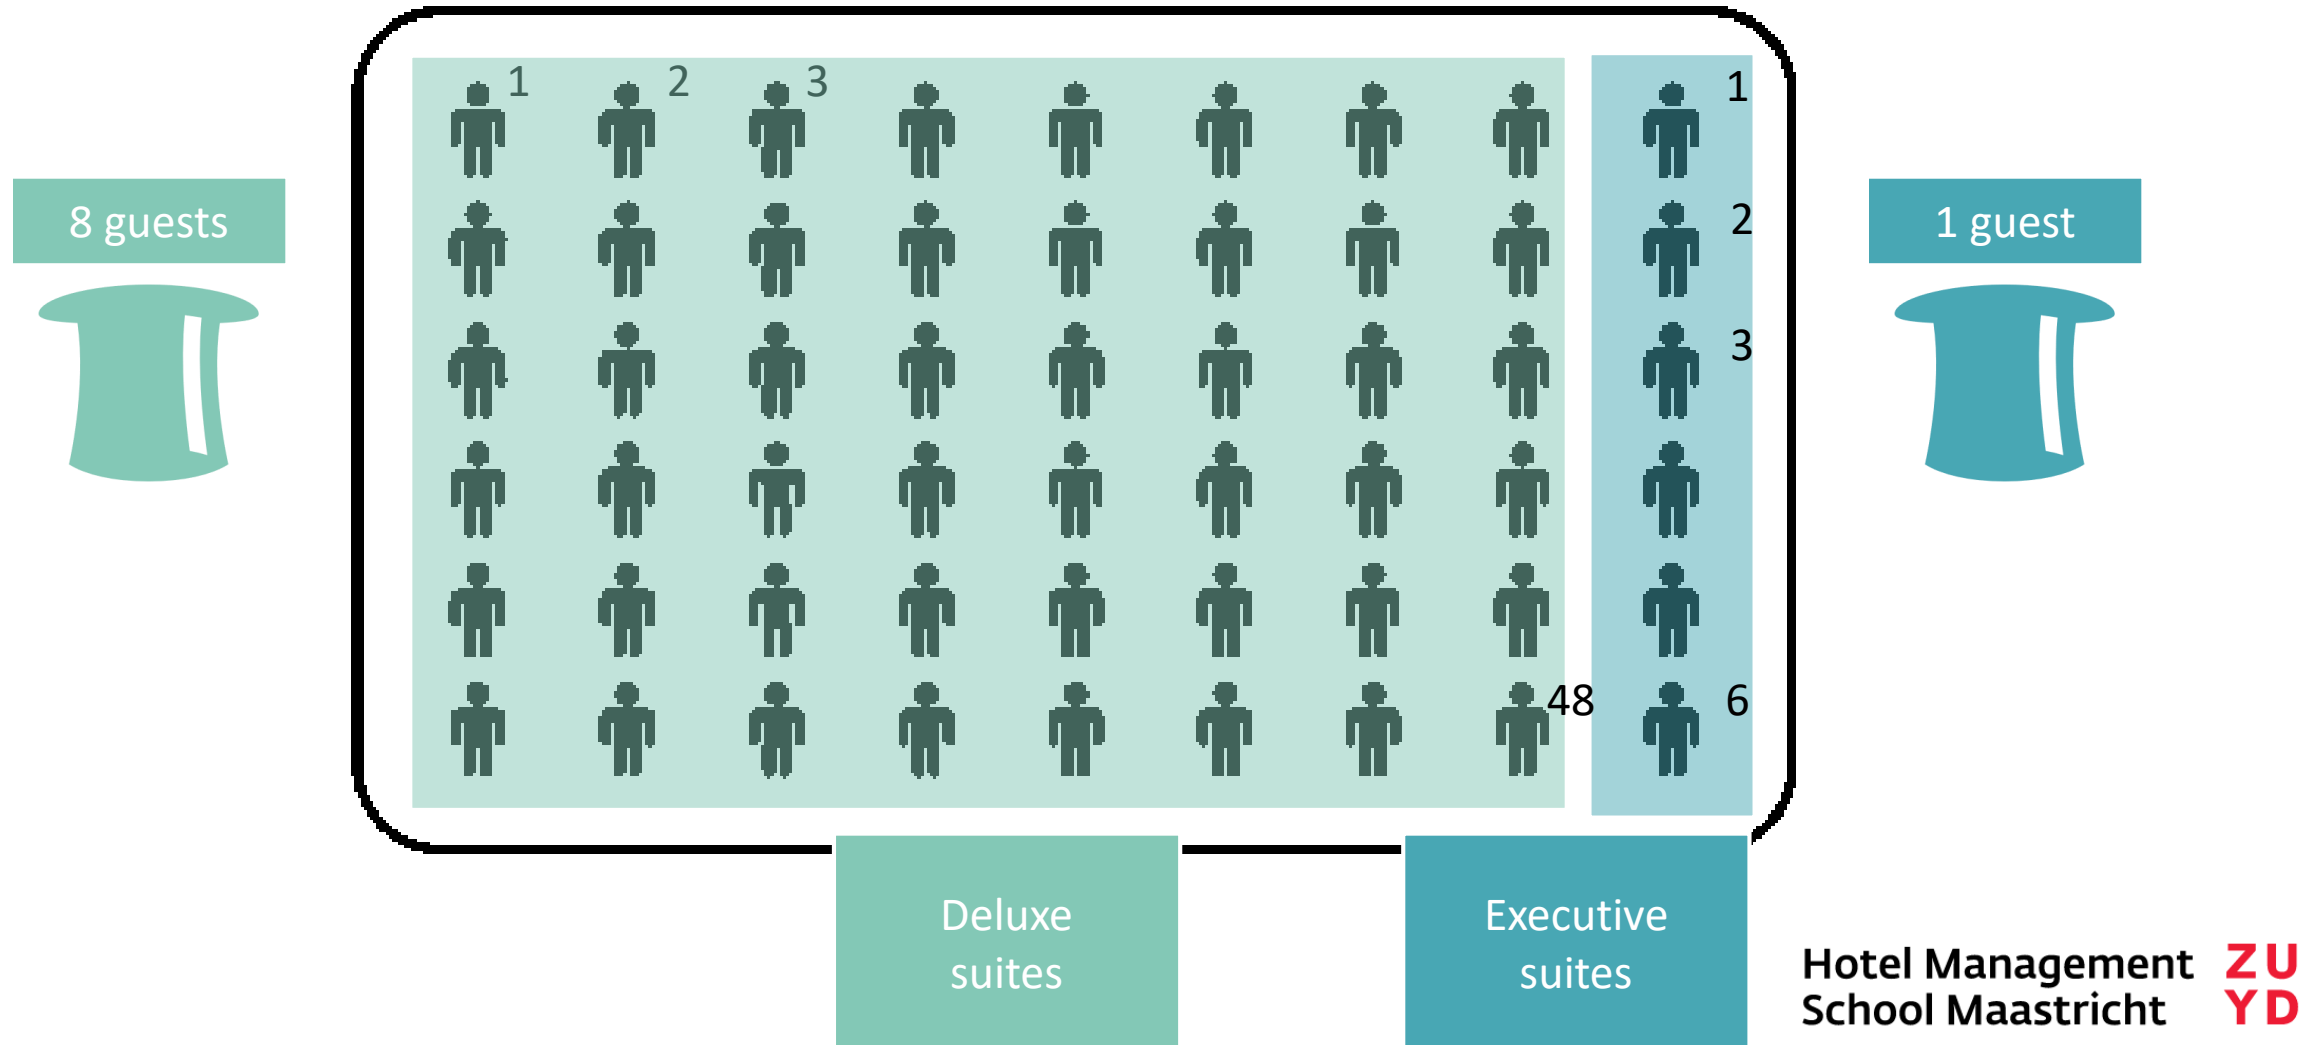 1 2 3
1
8 guests
2
1 guest
3
48
6
Deluxe
suites
Executive
suites
Hotel Management
School Maastricht
ZU
YD